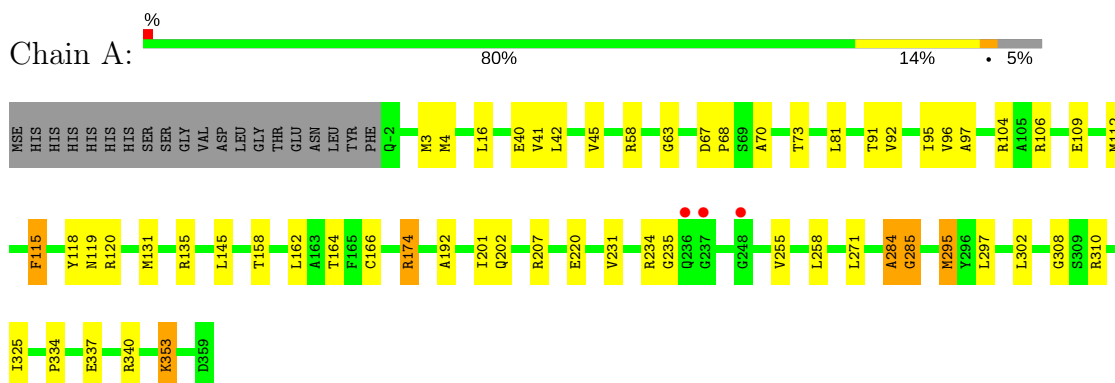 %
Chain A:
80% 14% • 5%
MSE HIS HIS HIS HIS HIS HIS SER SER GLY VAL ASP LEU GLY THR GLU ASN LEU TYR PHE Q-2 M3 M4 L16 E40 V41 L42 V45 R58 G63 D67 P68 S69 A70 T73 L81 T91 V92 I95 V96 A97 R104 A105 R106 E109 M112
F115 Y118 N119 R120 M131 R135 L145 T158 L162 A163 T164 F165 C166 R174 A192 I201 Q202 R207 E220 V231 R234 G235 Q236 G237 G248 V255 L258 L271 A284 G285 M295 Y296 L297 L302 G308 S309 R310
I325 P334 E337 R340 K353 D359